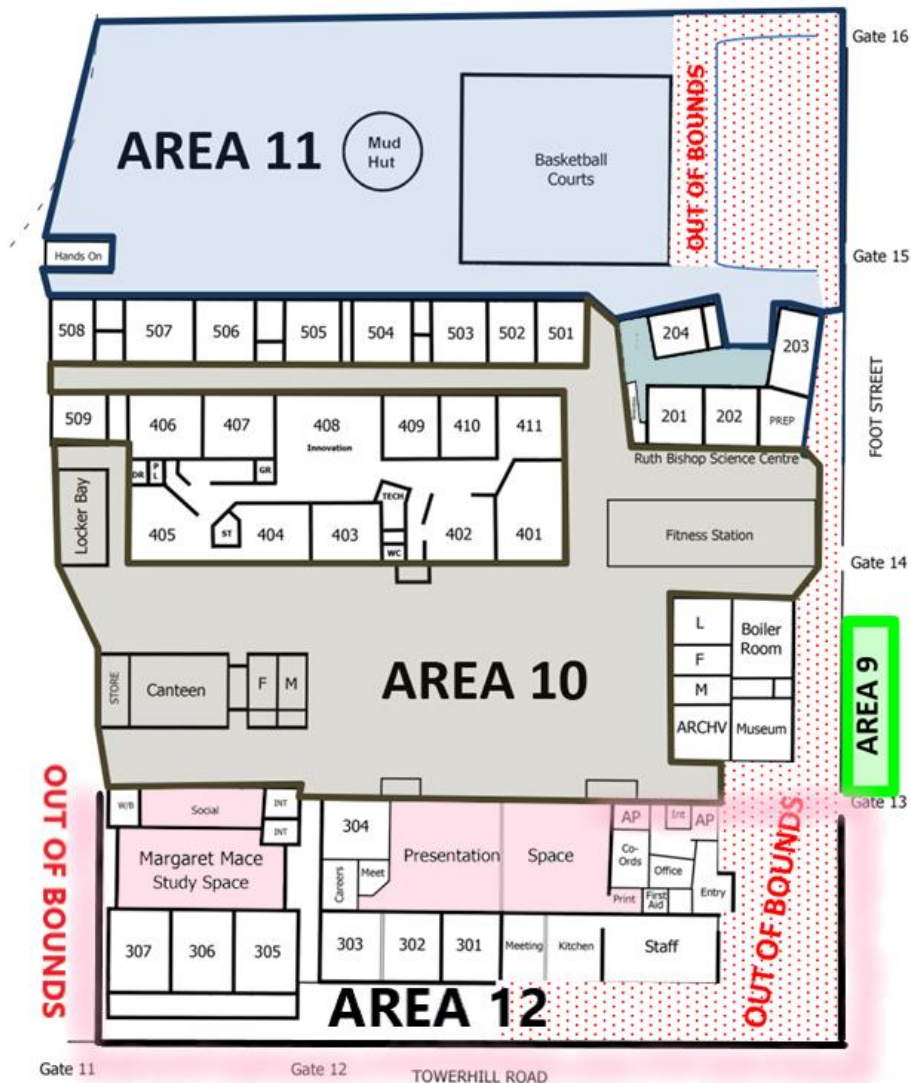 Gate 16
OUT OF BOUNDS
AREA 11
Mud
Hut
Basketball
Courts
Hands On
Gate 15
508
507
506
505
504
503
502
501
204
203
201
202
PREP
FOOT STREET
Ruth Bishop Science Centre
509
406
407
408
Innovation
409
410
411
DR
PL
GR
TECH
Locker Bay
405
ST
404
403
WC
402
401
Fitness Station
Gate 14
L
F
M
ARCHV
Boiler
Room
Museum
AREA 9
STORE
Canteen
F
M
AREA 10
Gate 13
OUT OF BOUNDS
W/B
Social
INT
INT
Margaret Mace
Study Space
304
Careers
Meet
Presentation
Space
AP
Int
AP
Co-
Ords
Office
Print
First
Aid
Entry
OUT OF BOUNDS
307
306
305
303
302
301
Meeting
Kitchen
Staff
AREA 12
Gate 11
Gate 12
TOWERHILL ROAD